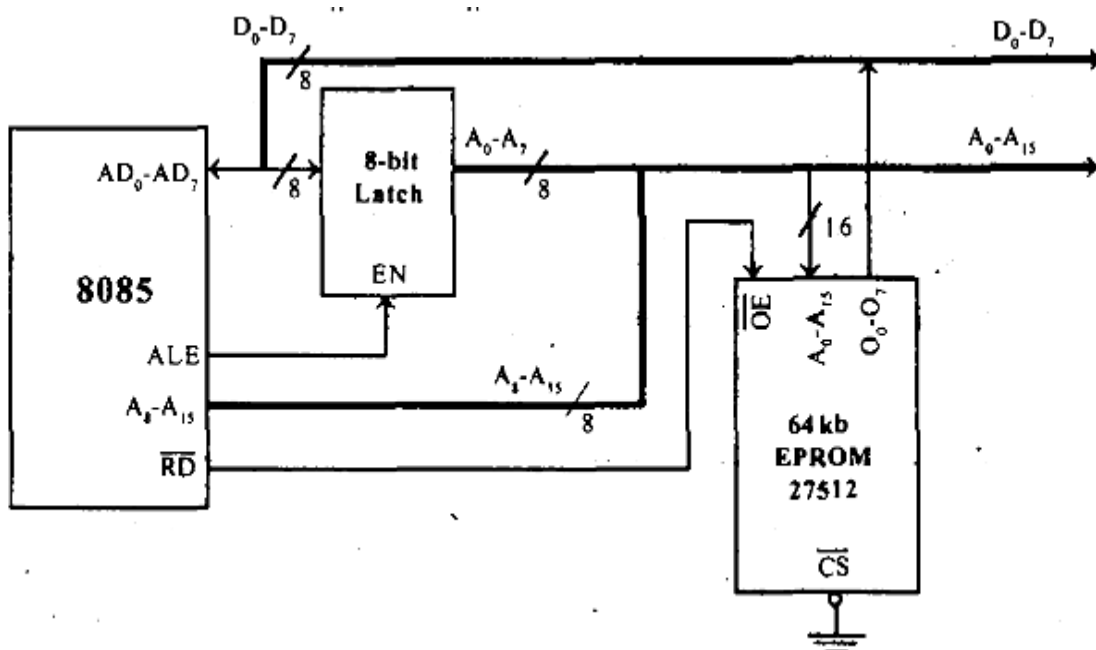 D₀-D₇
D₀-D₇
8
8-bit
Latch
EN
A₀-A₇
8
A₀-A₁₅
AD₀-AD₇
8
16
8085
ALE
A₈-A₁₅
A₈-A₁₅
8
RD
OE
A₀-A₁₅
O₀-O₇
64 kb
EPROM
27512
CS